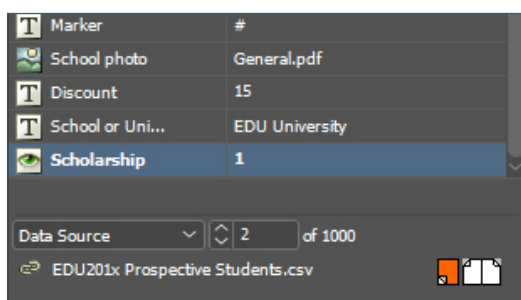 T Marker #
School photo General.pdf
T Discount 15
T School or Uni... EDU University
Scholarship 1
Data Source 2 of 1000
EDU201x Prospective Students.csv